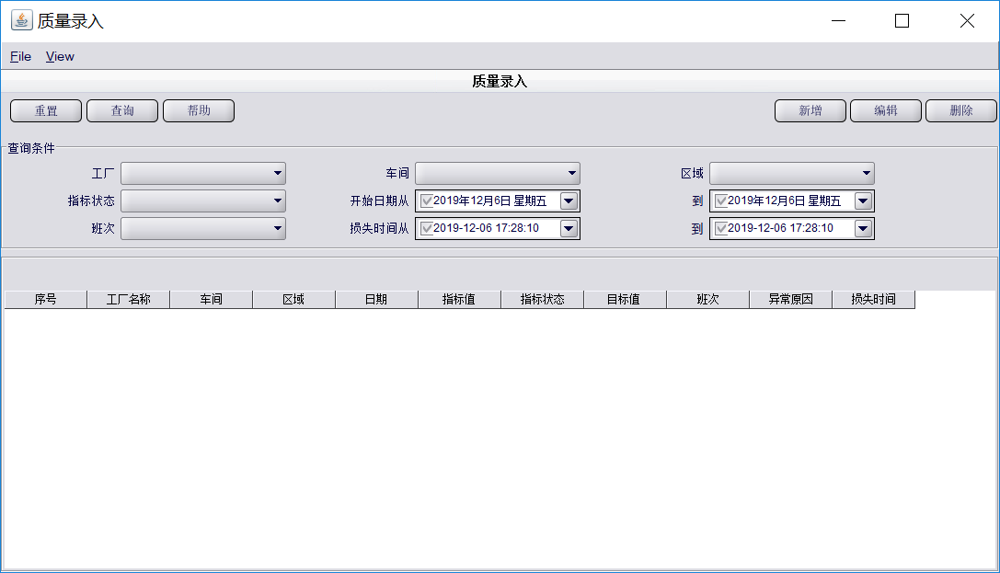 质量录入
File View
质量录入
重置 查询 帮助 新增 编辑 删除
查询条件
工厂 车间 区域
指标状态 开始日期从 2019年12月6日 星期五 到 2019年12月6日 星期五
班次 损失时间从 2019-12-06 17:28:10 到 2019-12-06 17:28:10
序号 工厂名称 车间 区域 日期 指标值 指标状态 目标值 班次 异常原因 损失时间